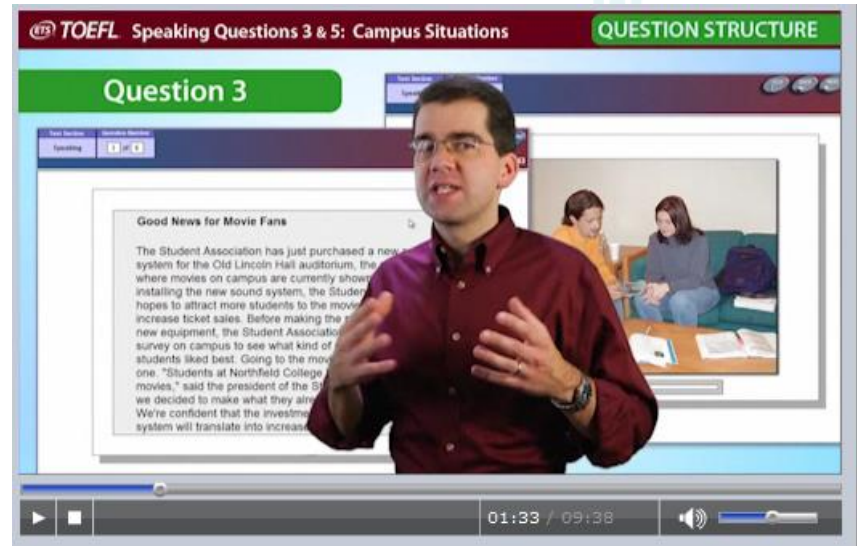 ETS TOEFL Speaking Questions 3 & 5: Campus Situations
QUESTION STRUCTURE
Question 3
Speaking
Good News for Movie Fans
The Student Association has just purchased a new
system for the Old Lincoln Hall auditorium, the
where movies on campus are currently show
installing the new sound system, the Studen
hopes to attract more students to the movie
increase ticket sales. Before making the
new equipment, the Student Association
survey on campus to see what kind of
students liked best. Going to the mov
one. "Students at Northfield College
movies," said the president of the St
we decided to make what they alre
We're confident that the investme
system will translate into increase
01:33 / 09:38